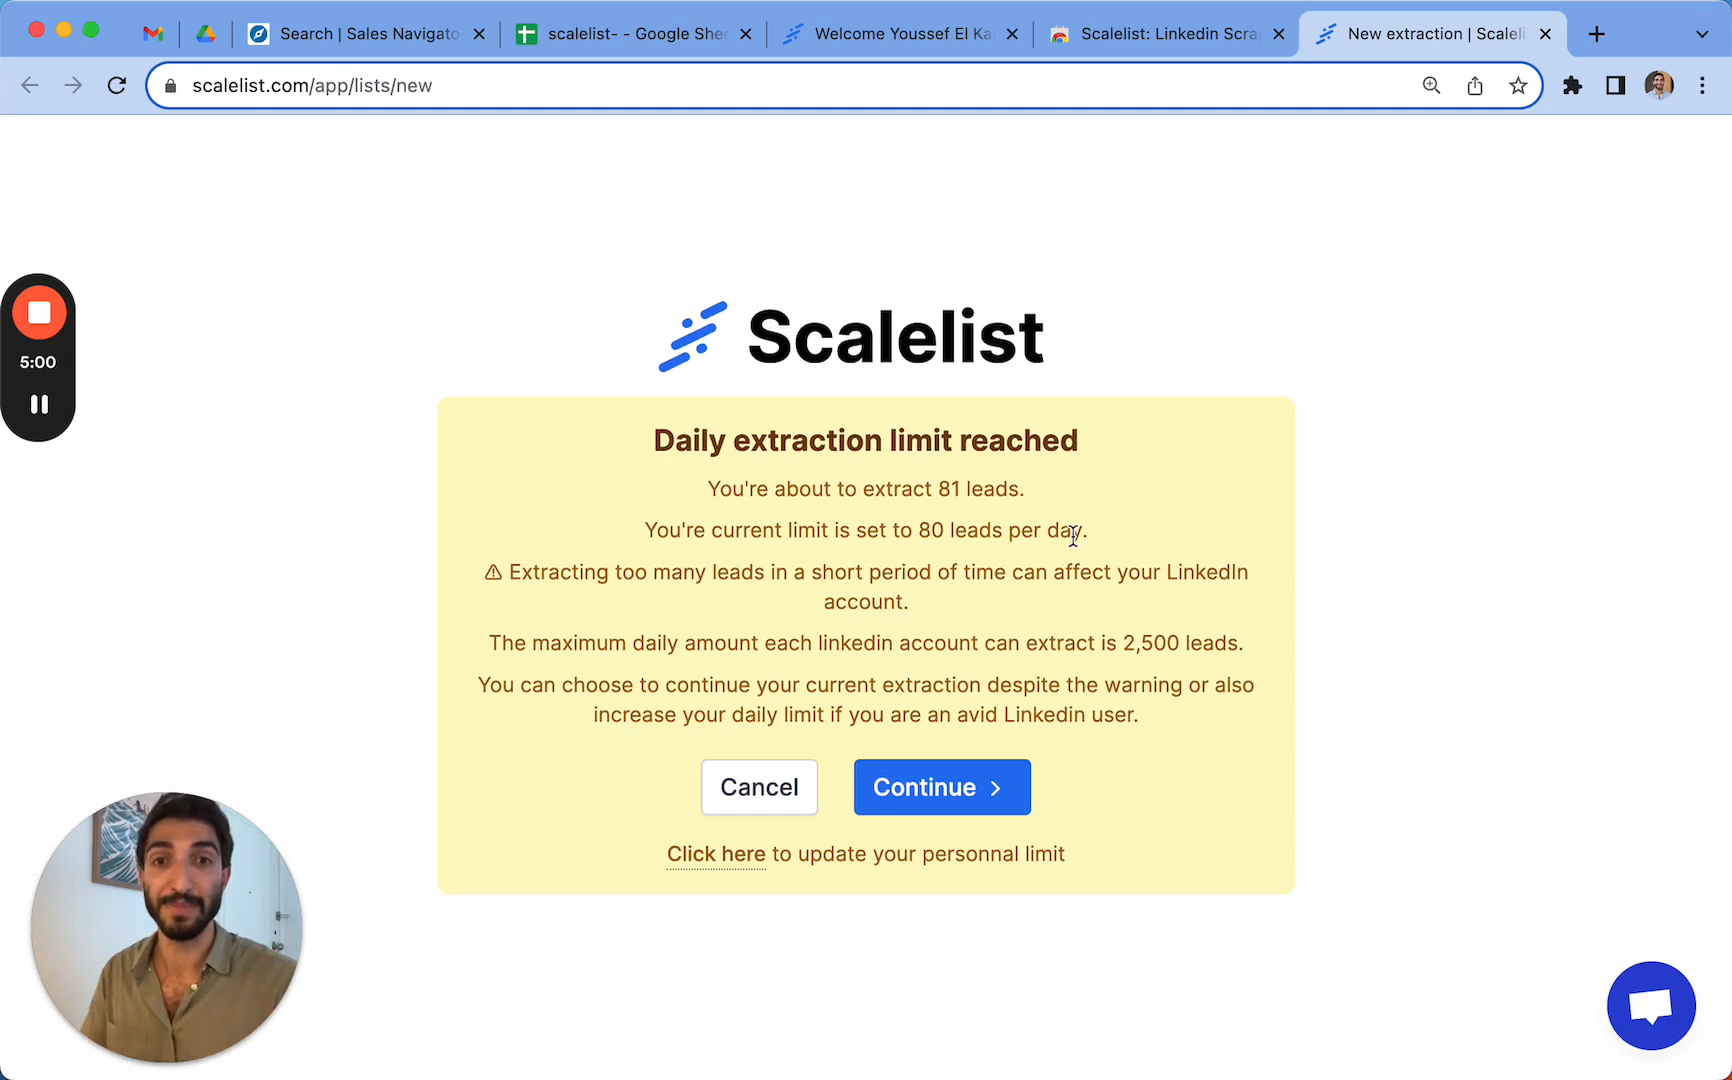 Search | Sales Navigato
scalelist- - Google She
Welcome Youssef El Ka
Scalelist: Linkedin Scra
New extraction | Scaleli
scalelist.com/app/lists/new
5:00
Scalelist
Daily extraction limit reached
You're about to extract 81 leads.
You're current limit is set to 80 leads per day.
⚠ Extracting too many leads in a short period of time can affect your LinkedIn
account.
The maximum daily amount each linkedin account can extract is 2,500 leads.
You can choose to continue your current extraction despite the warning or also
increase your daily limit if you are an avid Linkedin user.
Cancel
Continue >
Click here to update your personnal limit